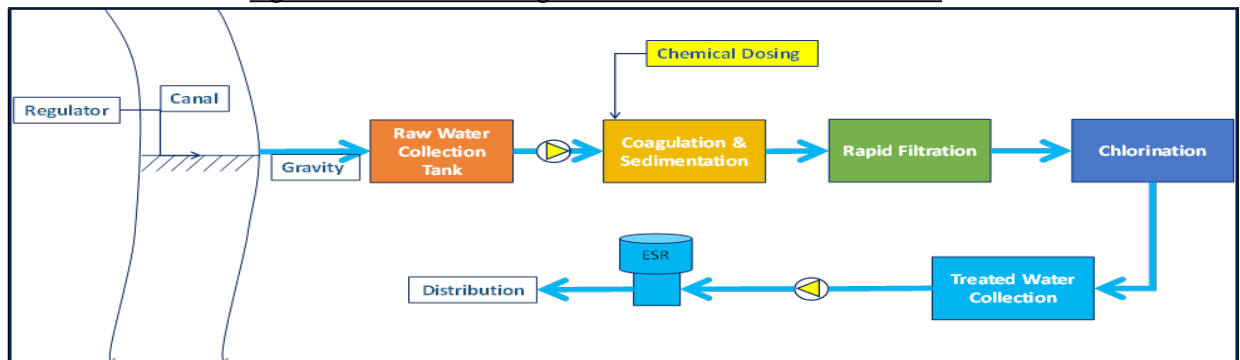 Chemical Dosing
Canal
Regulator
Raw Water
Collection
Tank
Coagulation &
Sedimentation
Rapid Filtration
Chlorination
Gravity
ESR
Treated Water
Collection
Distribution